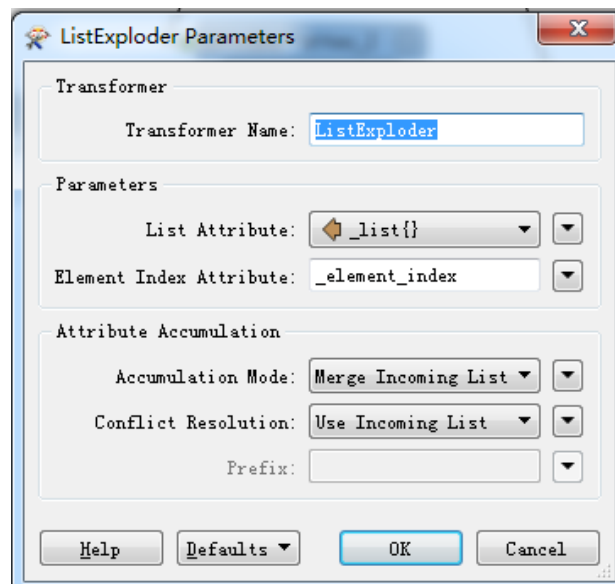 ListExploder Parameters
Transformer
Transformer Name: ListExploder
Parameters
List Attribute: _list{}
Element Index Attribute: _element_index
Attribute Accumulation
Accumulation Mode: Merge Incoming List
Conflict Resolution: Use Incoming List
Prefix:
Help Defaults OK Cancel